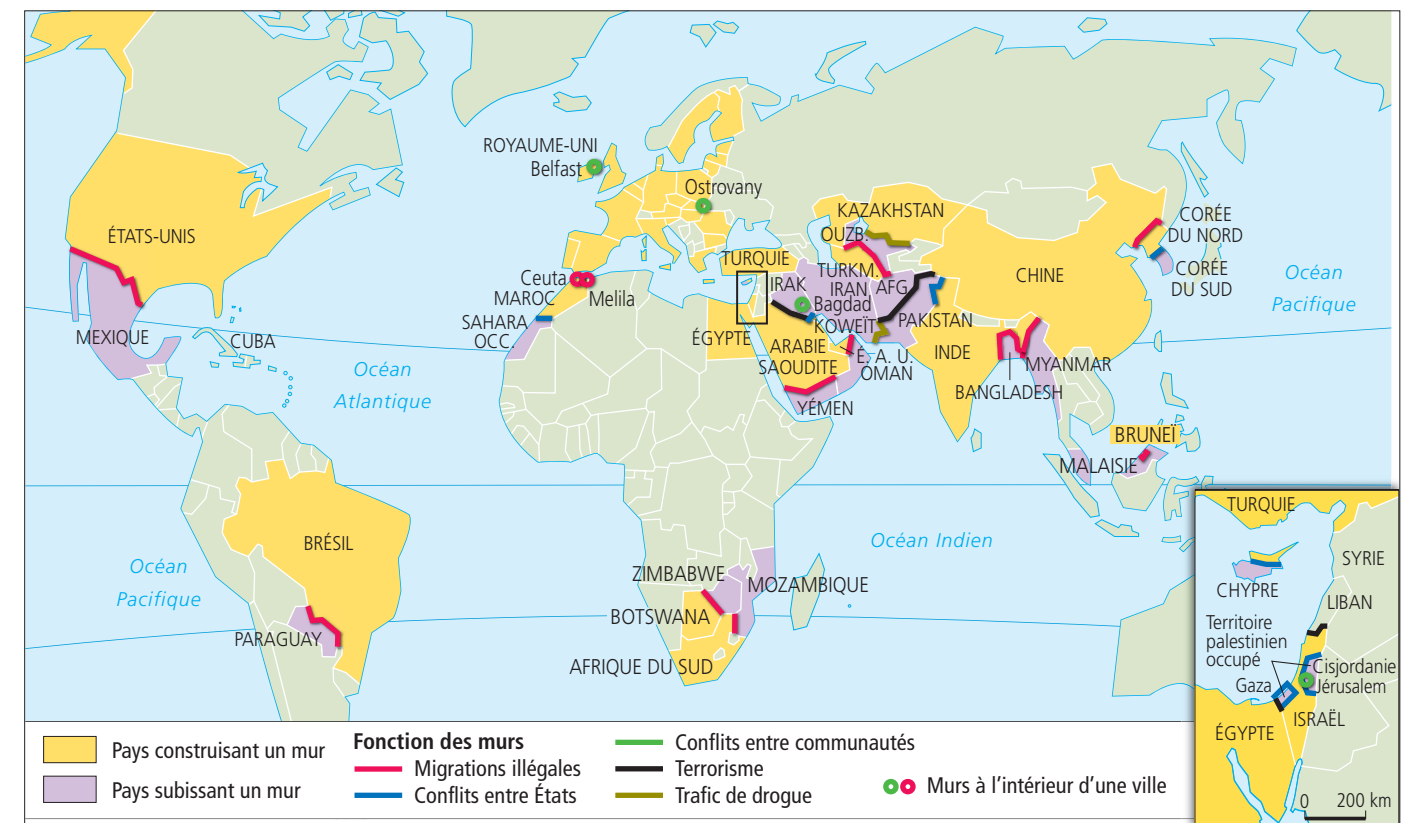 ROYAUME-UNI
Belfast
Ostrovany
ÉTATS-UNIS
KAZAKHSTAN
OUZB.
CORÉE
DU NORD
CORÉE
DU SUD
TURQUIE
TURKM.
CHINE
Océan
Pacifique
Ceuta
MAROC
Melila
IRAK
IRAN
AFG.
Bagdad
SAHARA
OCC.
KOWEÏT
PAKISTAN
MEXIQUE
CUBA
ÉGYPTE
ARABIE
SAOUDITE
É. A. U.
OMAN
INDE
MYANMAR
BANGLADESH
Océan
Atlantique
YÉMEN
BRUNEÏ
MALAISIE
BRÉSIL
Océan Indien
Océan
Pacifique
ZIMBABWE
MOZAMBIQUE
BOTSWANA
PARAGUAY
AFRIQUE DU SUD
TURQUIE
SYRIE
CHYPRE
LIBAN
Territoire
palestinien
occupé
Cisjordanie
Gaza
Jérusalem
ISRAËL
ÉGYPTE
0 200 km
Pays construisant un mur
Pays subissant un mur
Fonction des murs
Migrations illégales
Conflits entre États
Conflits entre communautés
Terrorisme
Trafic de drogue
Murs à l'intérieur d'une ville